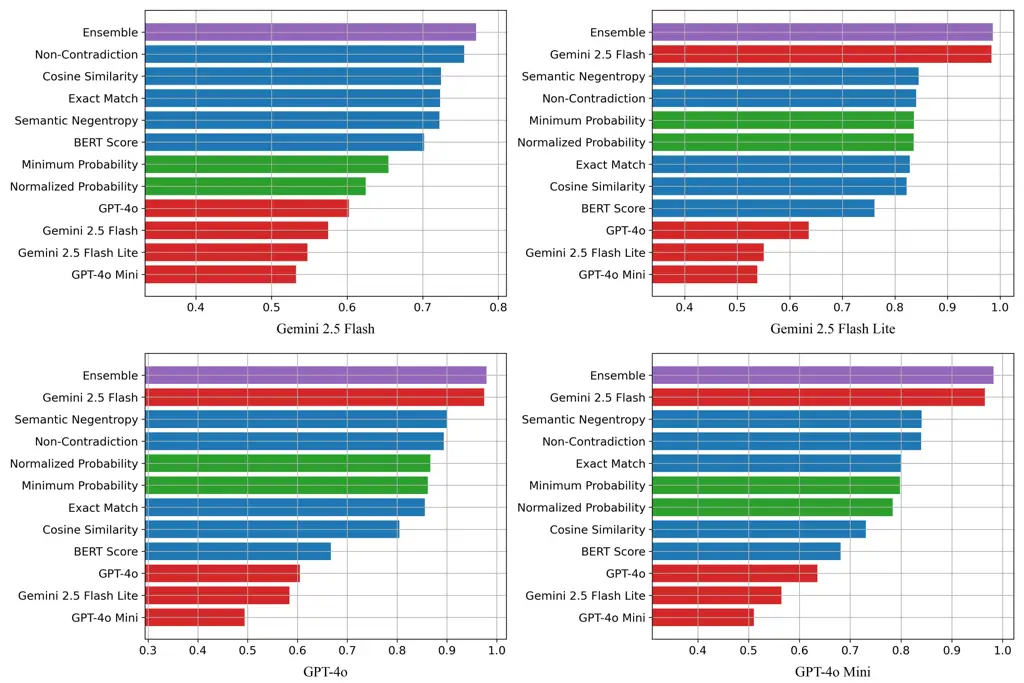 Ensemble
Non-Contradiction
Cosine Similarity
Exact Match
Semantic Negentropy
BERT Score
Minimum Probability
Normalized Probability
GPT-4o
Gemini 2.5 Flash
Gemini 2.5 Flash Lite
GPT-4o Mini
0.4 0.5 0.6 0.7 0.8
Gemini 2.5 Flash
Ensemble
Gemini 2.5 Flash
Semantic Negentropy
Non-Contradiction
Minimum Probability
Normalized Probability
Exact Match
Cosine Similarity
BERT Score
GPT-4o
Gemini 2.5 Flash Lite
GPT-4o Mini
0.4 0.5 0.6 0.7 0.8 0.9 1.0
Gemini 2.5 Flash Lite
Ensemble
Gemini 2.5 Flash
Semantic Negentropy
Non-Contradiction
Normalized Probability
Minimum Probability
Exact Match
Cosine Similarity
BERT Score
GPT-4o
Gemini 2.5 Flash Lite
GPT-4o Mini
0.3 0.4 0.5 0.6 0.7 0.8 0.9 1.0
GPT-4o
Ensemble
Gemini 2.5 Flash
Semantic Negentropy
Non-Contradiction
Exact Match
Minimum Probability
Normalized Probability
Cosine Similarity
BERT Score
GPT-4o
Gemini 2.5 Flash Lite
GPT-4o Mini
0.4 0.5 0.6 0.7 0.8 0.9 1.0
GPT-4o Mini